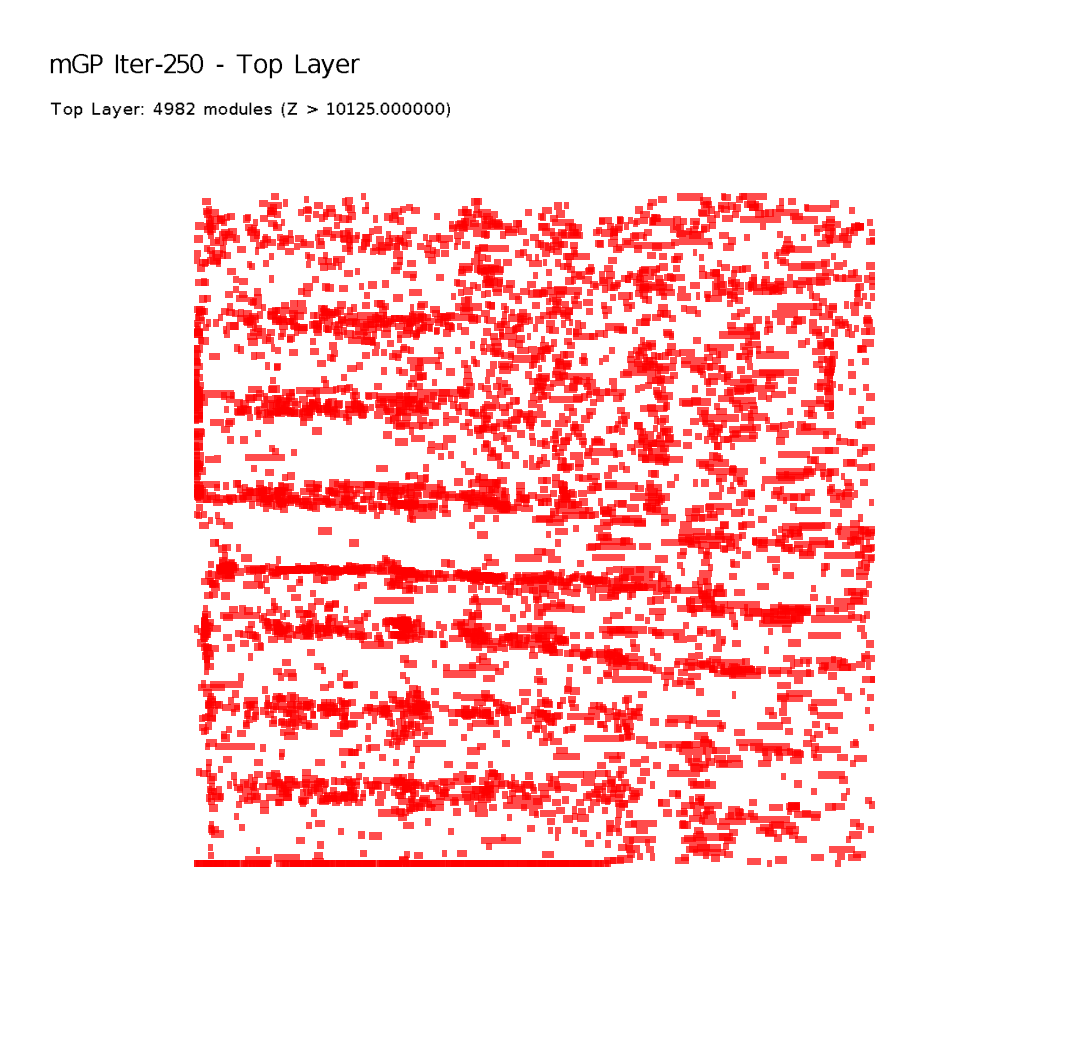 mGP Iter-250 - Top Layer
Top Layer: 4982 modules (Z > 10125.000000)